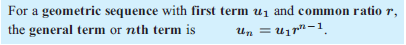 For a geometric sequence with first term u₁ and common ratio r,
the general term or nth term is uₙ = u₁rⁿ⁻¹.